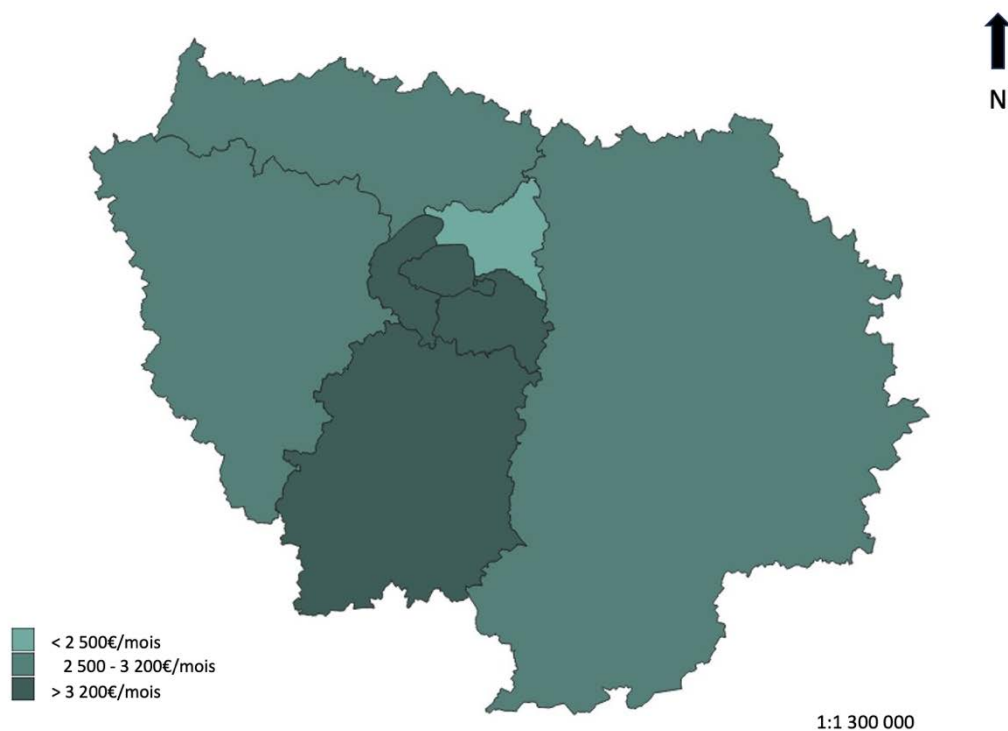 N
< 2 500€/mois
2 500 - 3 200€/mois
> 3 200€/mois
1:1 300 000